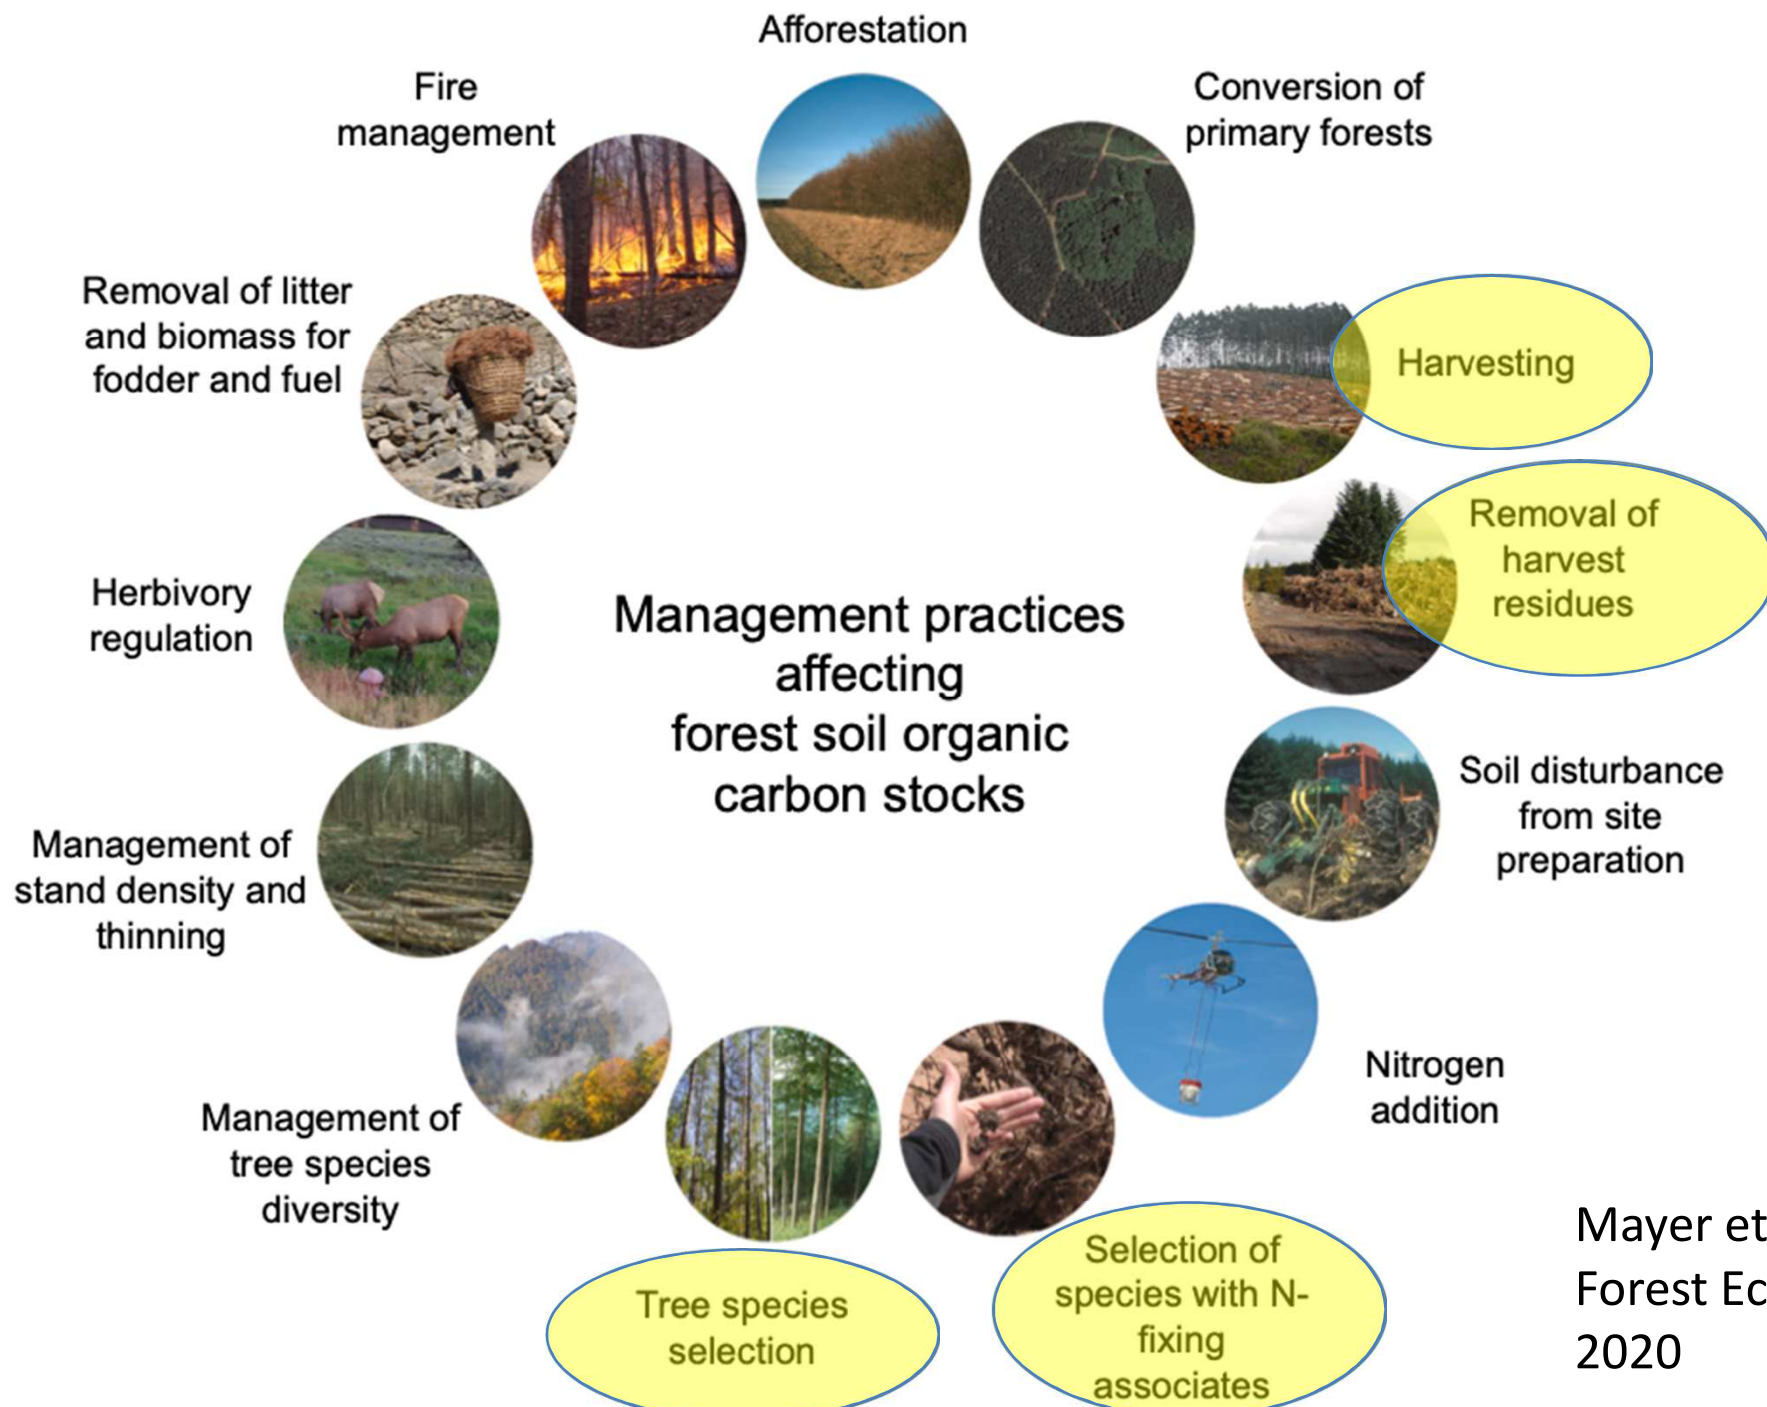 Afforestation
Fire
management
Conversion of
primary forests
Removal of litter
and biomass for
fodder and fuel
Harvesting
Removal of
harvest
residues
Herbivory
regulation
Management practices
affecting
forest soil organic
carbon stocks
Soil disturbance
from site
preparation
Management of
stand density and
thinning
Nitrogen
addition
Management of
tree species
diversity
Selection of
species with N-
fixing
associates
Tree species
selection
Mayer et
Forest Ec
2020